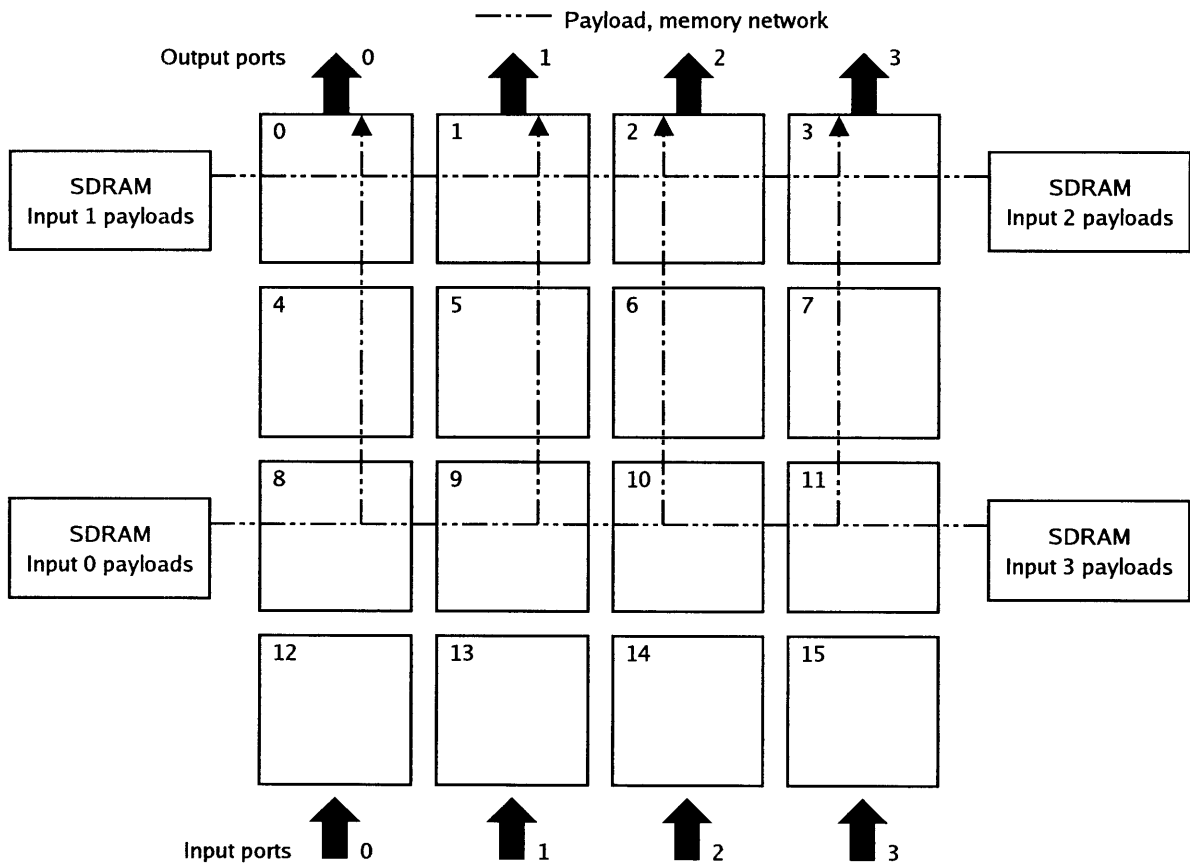 Payload, memory network
Output ports 0 1 2 3
0 1 2 3
SDRAM
Input 1 payloads
SDRAM
Input 2 payloads
4 5 6 7
8 9 10 11
SDRAM
Input 0 payloads
SDRAM
Input 3 payloads
12 13 14 15
Input ports 0 1 2 3